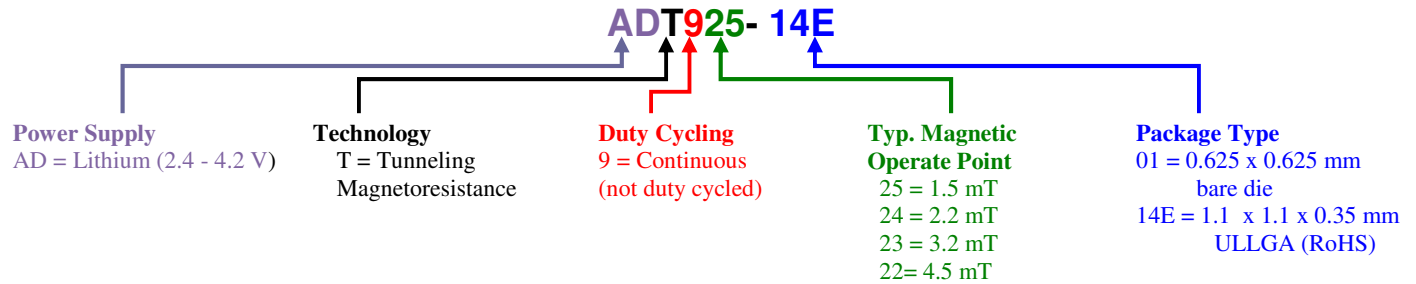 ADT925- 14E
Power Supply
AD = Lithium (2.4 - 4.2 V)
Technology
T = Tunneling
Magnetoresistance
Duty Cycling
9 = Continuous
(not duty cycled)
Typ. Magnetic
Operate Point
25 = 1.5 mT
24 = 2.2 mT
23 = 3.2 mT
22= 4.5 mT
Package Type
01 = 0.625 x 0.625 mm
bare die
14E = 1.1 x 1.1 x 0.35 mm
ULLGA (RoHS)